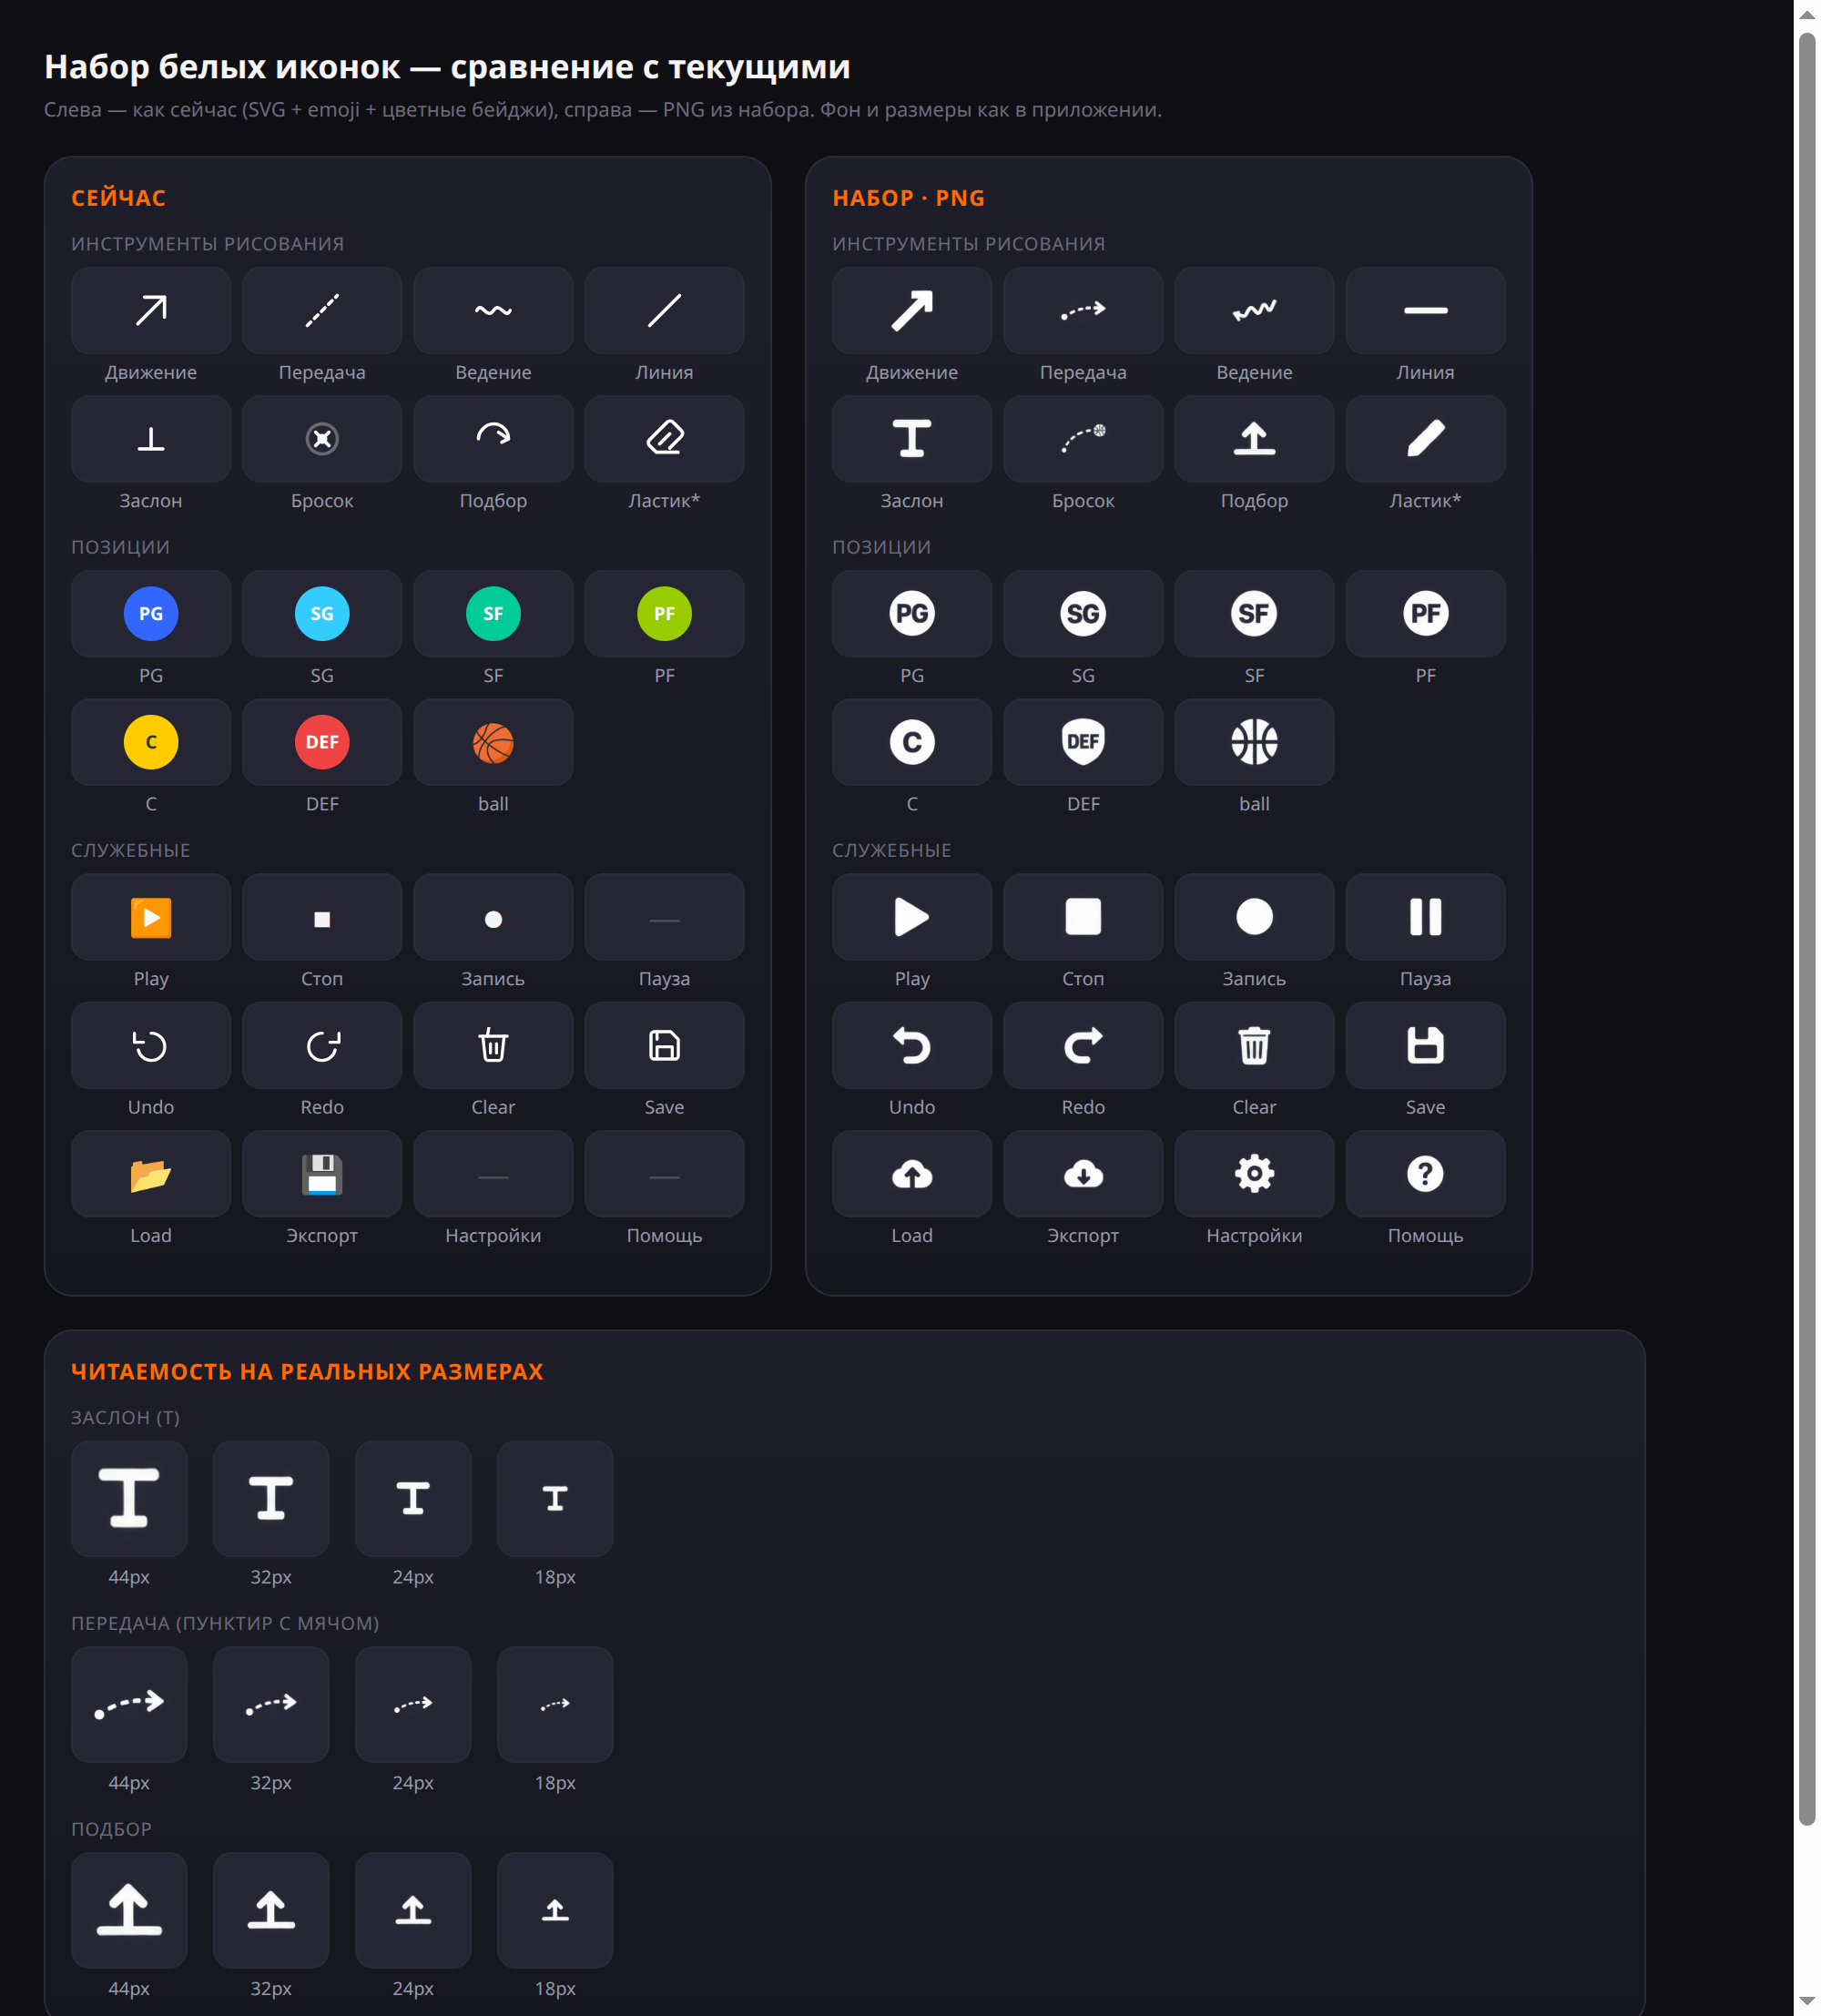 Набор белых иконок — сравнение с текущими
Слева — как сейчас (SVG + emoji + цветные бейджи), справа — PNG из набора. Фон и размеры как в приложении.
СЕЙЧАС
ИНСТРУМЕНТЫ РИСОВАНИЯ
Движение Передача Ведение Линия
Заслон Бросок Подбор Ластик*
ПОЗИЦИИ
PG SG SF PF
PG SG SF PF
C DEF
C DEF ball
СЛУЖЕБНЫЕ
Play Стоп Запись Пауза
Undo Redo Clear Save
Load Экспорт Настройки Помощь
НАБОР · PNG
ИНСТРУМЕНТЫ РИСОВАНИЯ
Движение Передача Ведение Линия
Заслон Бросок Подбор Ластик*
ПОЗИЦИИ
PG SG SF PF
PG SG SF PF
C DEF
C DEF ball
СЛУЖЕБНЫЕ
Play Стоп Запись Пауза
Undo Redo Clear Save
?
Load Экспорт Настройки Помощь
ЧИТАЕМОСТЬ НА РЕАЛЬНЫХ РАЗМЕРАХ
ЗАСЛОН (T)
44px 32px 24px 18px
ПЕРЕДАЧА (ПУНКТИР С МЯЧОМ)
44px 32px 24px 18px
ПОДБОР
44px 32px 24px 18px